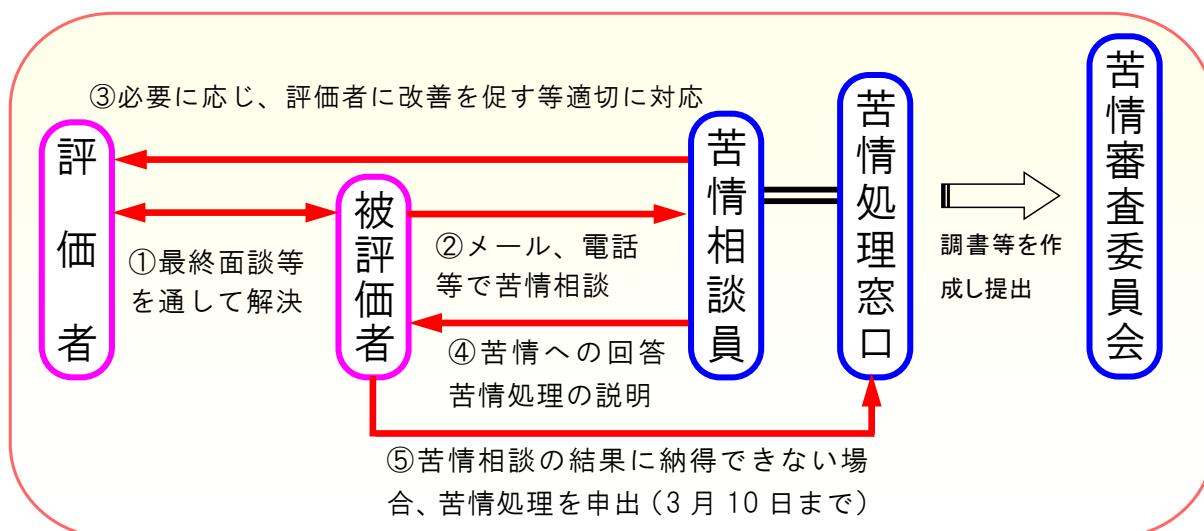 ③必要に応じ、評価者に改善を促す等適切に対応
評価者
①最終面談等
を通して解決
被評価者
②メール、電話
等で苦情相談
④苦情への回答
苦情処理の説明
苦情相談員
苦情処理窓口
調書等を作
成し提出
苦情審査委員会
⑤苦情相談の結果に納得できない場
合、苦情処理を申出（3月10日まで）